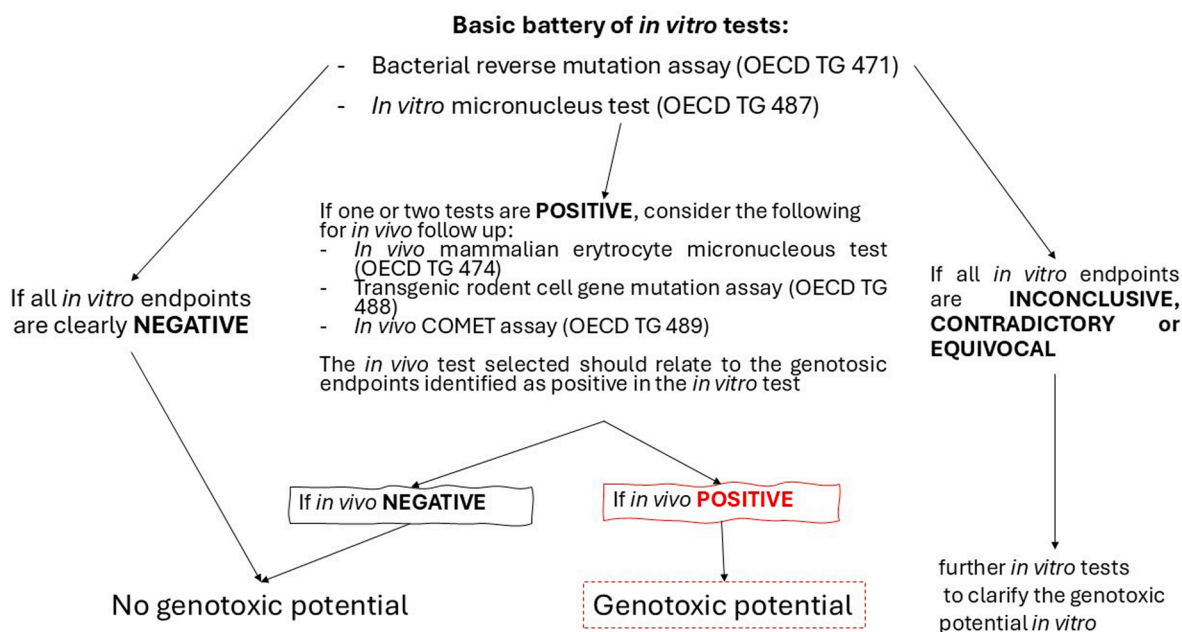 Basic battery of in vitro tests:
- Bacterial reverse mutation assay (OECD TG 471)
- In vitro micronucleus test (OECD TG 487)
If one or two tests are POSITIVE, consider the following
for in vivo follow up:
- In vivo mammalian erytrocyte micronucleous test
(OECD TG 474)
- Transgenic rodent cell gene mutation assay (OECD TG
488)
- In vivo COMET assay (OECD TG 489)
The in vivo test selected should relate to the genotosic
endpoints identified as positive in the in vitro test
If all in vitro endpoints
are clearly NEGATIVE
If all in vitro endpoints
are INCONCLUSIVE,
CONTRADICTORY or
EQUIVOCAL
If in vivo NEGATIVE
If in vivo POSITIVE
No genotoxic potential
Genotoxic potential
further in vitro tests
to clarify the genotoxic
potential in vitro